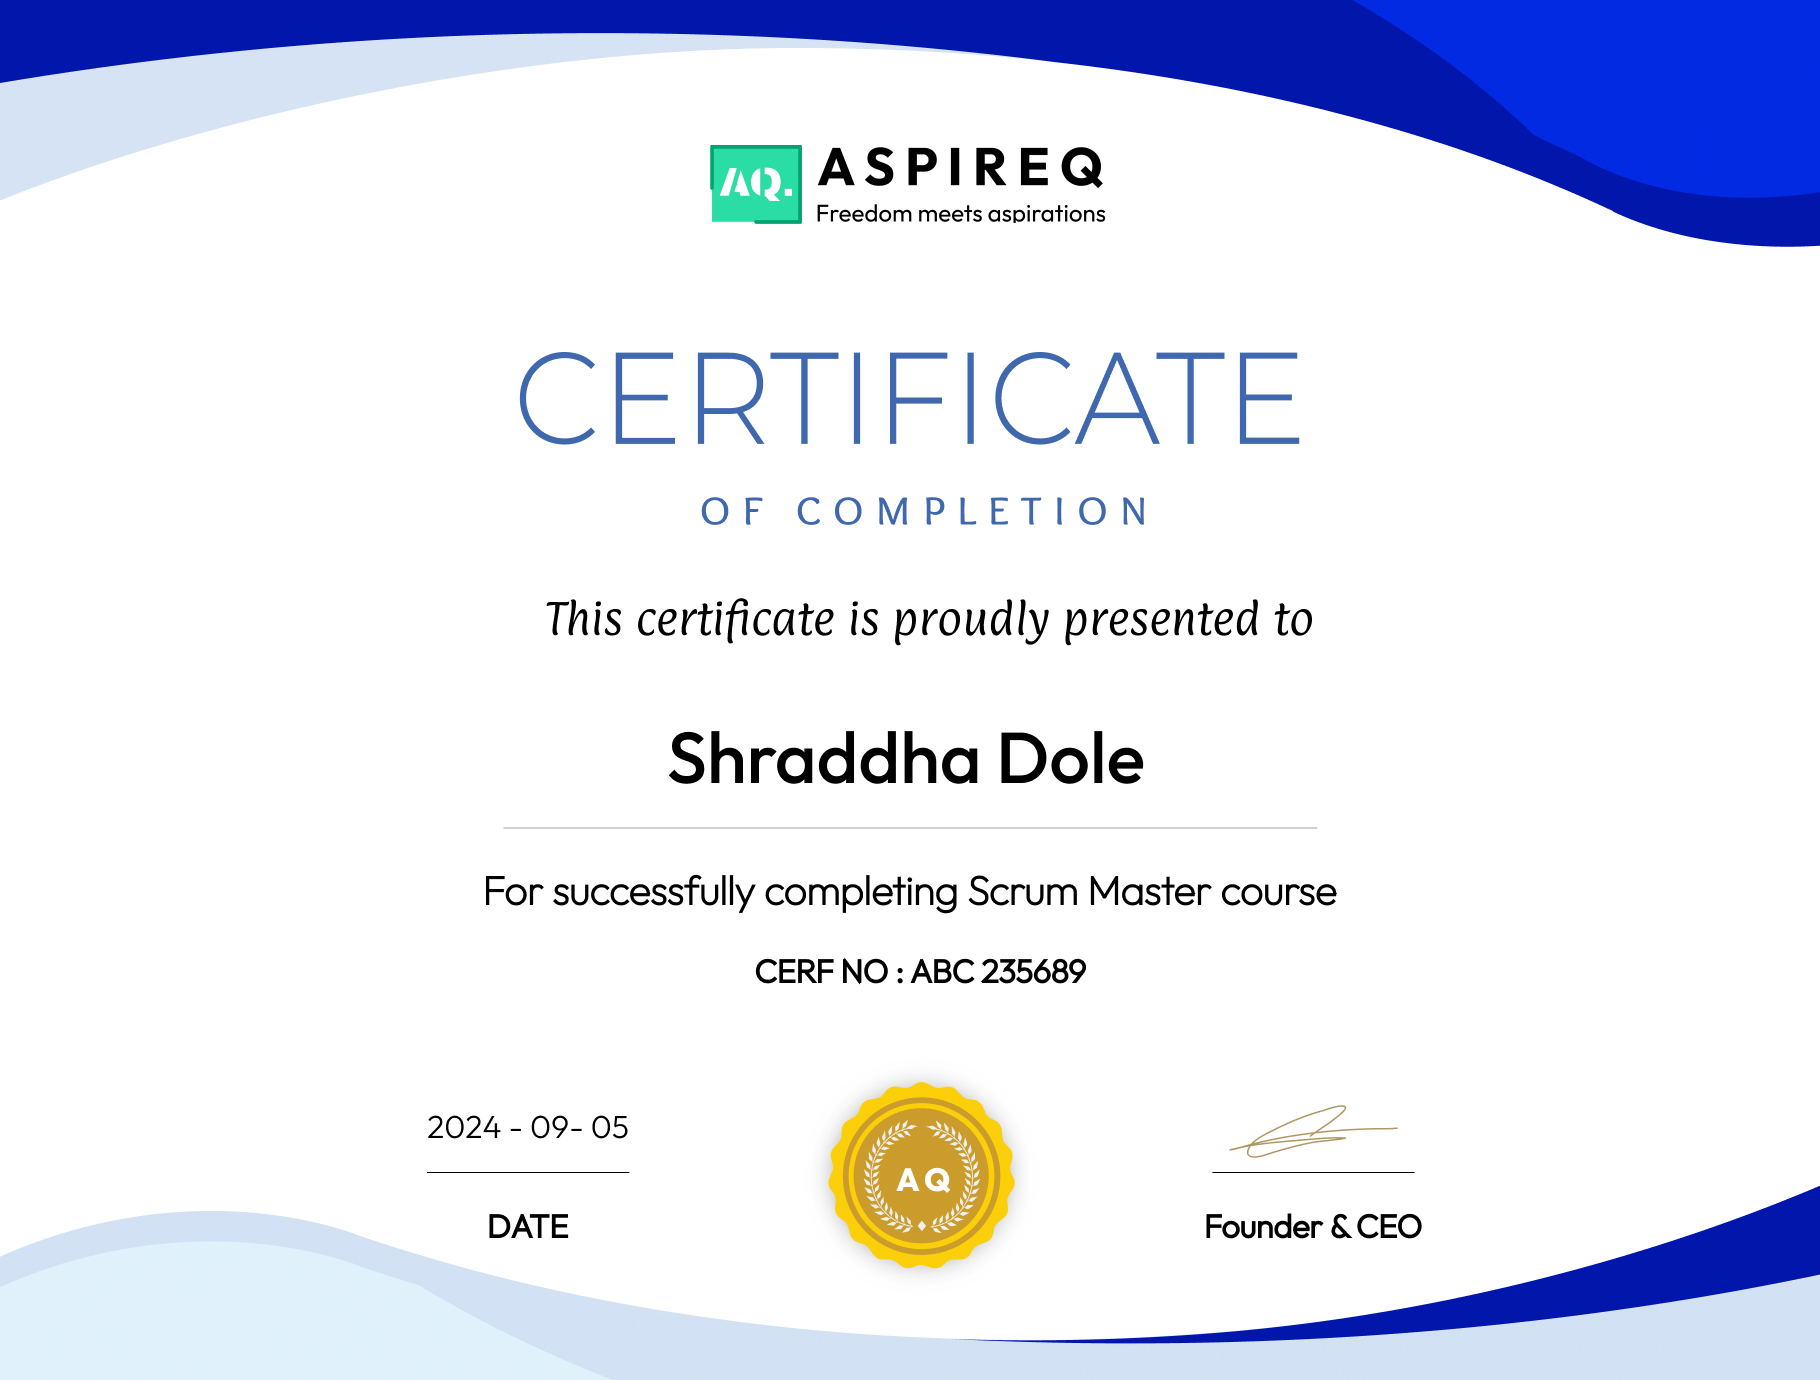 AQ.
ASPIREQ
Freedom meets aspirations
CERTIFICATE
OF COMPLETION
This certificate is proudly presented to
Shraddha Dole
For successfully completing Scrum Master course
CERF NO : ABC 235689
2024 - 09- 05
DATE
AQ
Founder & CEO